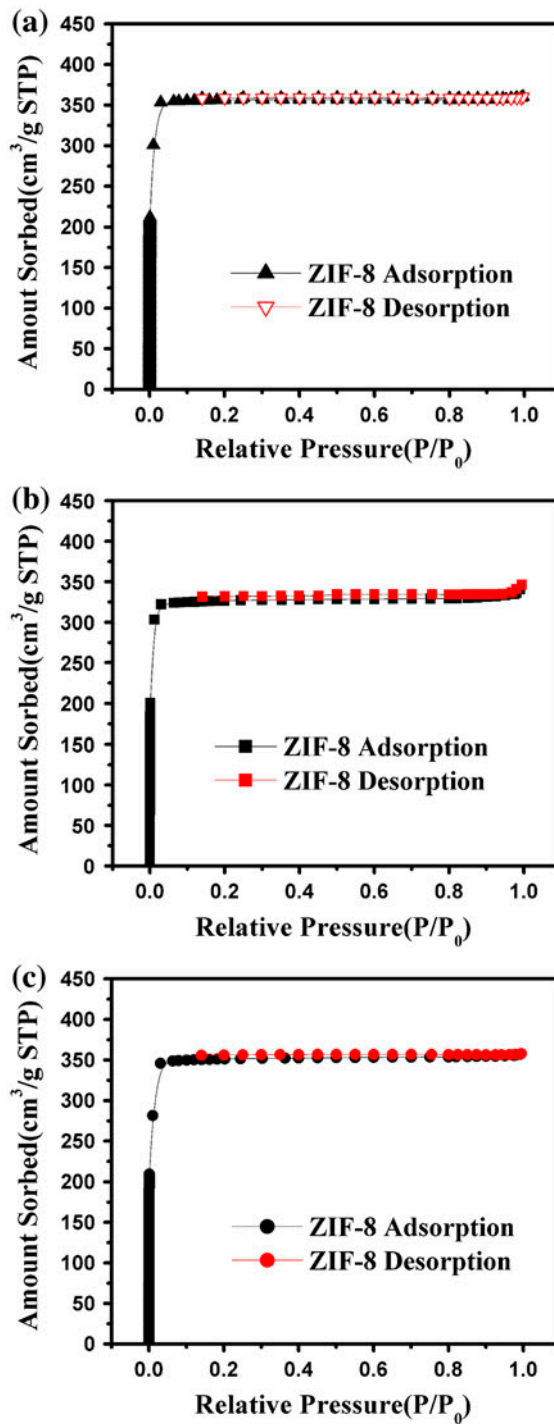 (a)
450
400
350
300
250
200
150
100
50
0
Amout Sorbed(cm³/g STP)
ZIF-8 Adsorption
ZIF-8 Desorption
0.0 0.2 0.4 0.6 0.8 1.0
Relative Pressure(P/P₀)
(b)
450
400
350
300
250
200
150
100
50
0
Amount Sorbed(cm³/g STP)
ZIF-8 Adsorption
ZIF-8 Desorption
0.0 0.2 0.4 0.6 0.8 1.0
Relative Pressure(P/P₀)
(c)
450
400
350
300
250
200
150
100
50
0
Amount Sorbed(cm³/g STP)
ZIF-8 Adsorption
ZIF-8 Desorption
0.0 0.2 0.4 0.6 0.8 1.0
Relative Pressure(P/P₀)